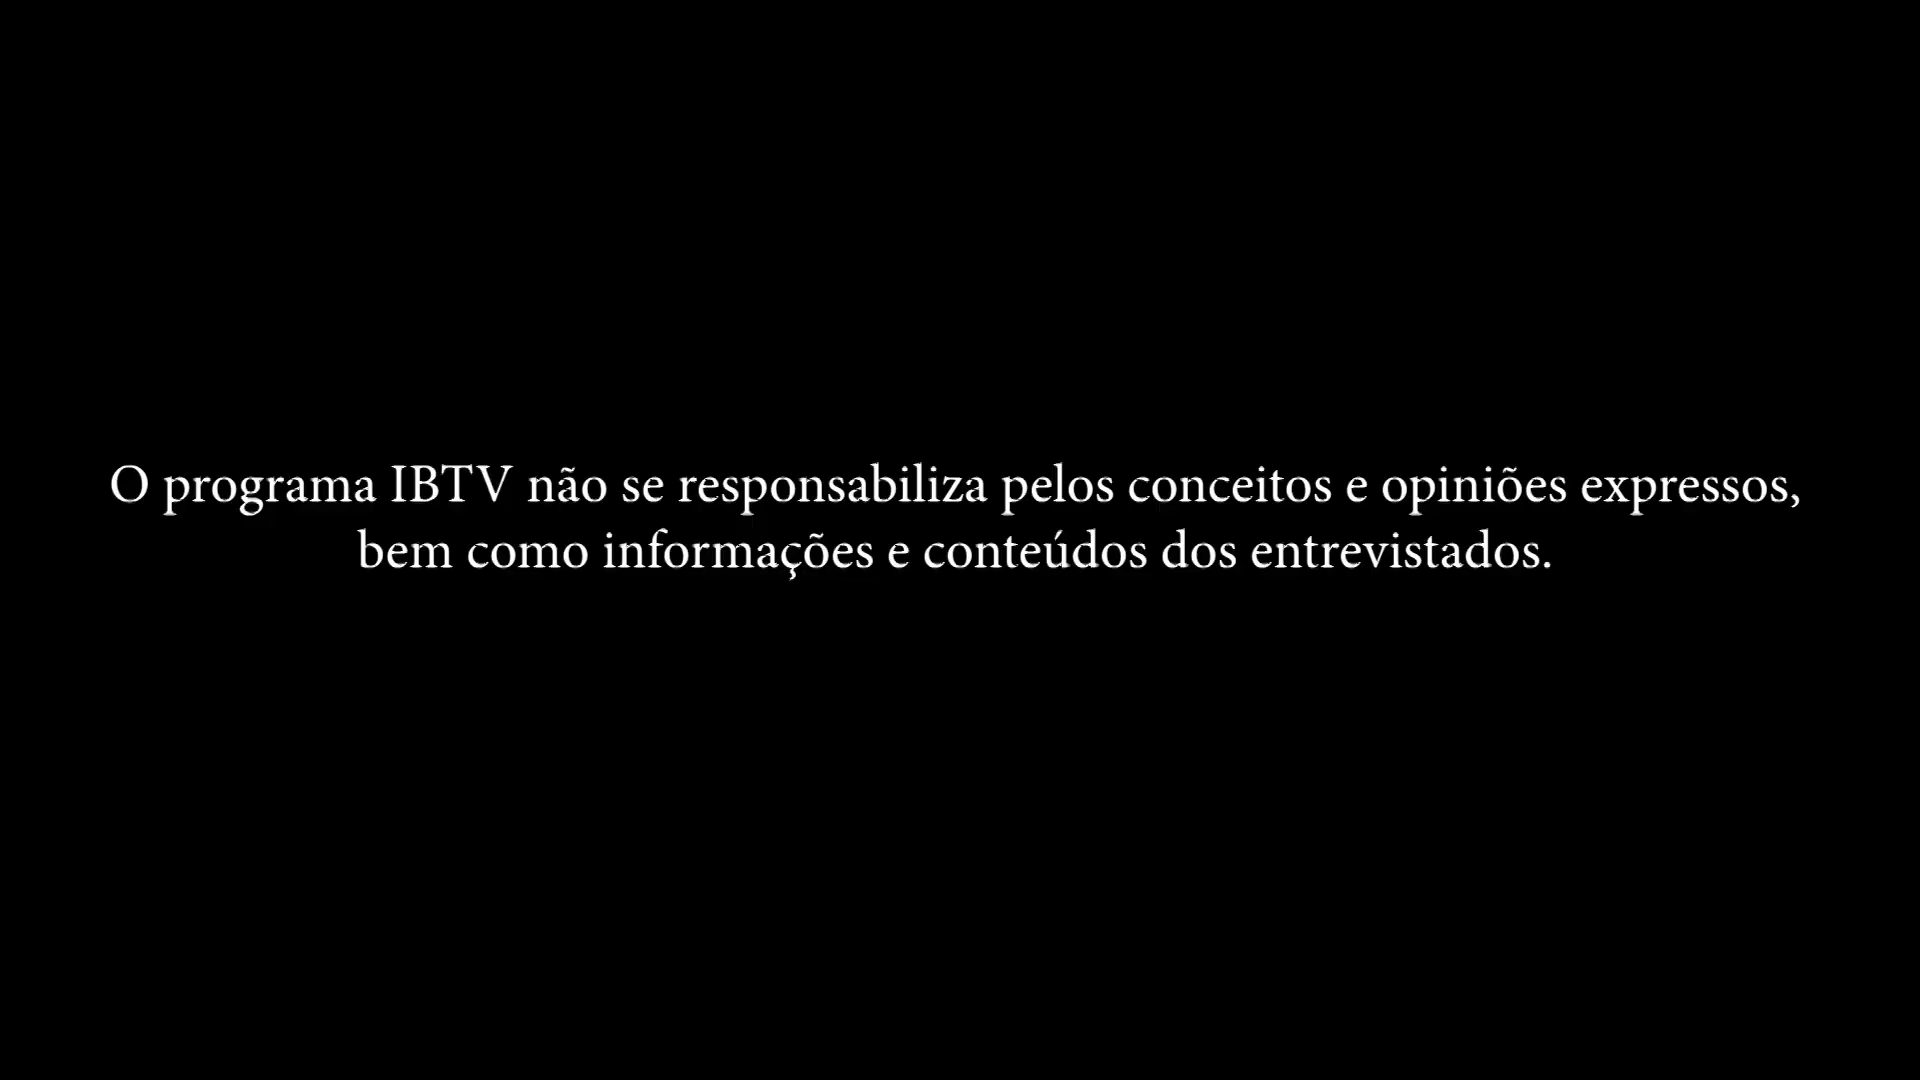 O programa IBTV não se responsabiliza pelos conceitos e opiniões expressos,
bem como informações e conteúdos dos entrevistados.